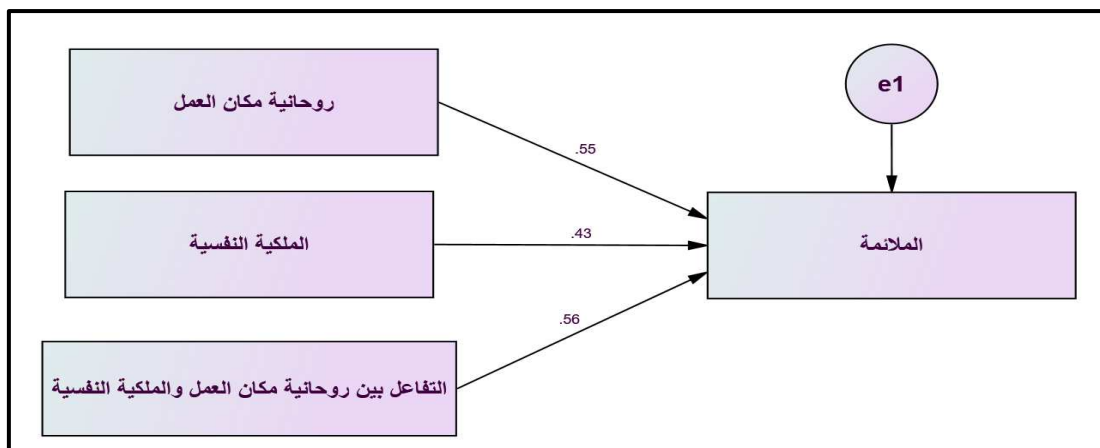 روحانية مكان العمل
e1
.55
الملكية النفسية
.43
الملائمة
.56
التفاعل بين روحانية مكان العمل والملكية النفسية